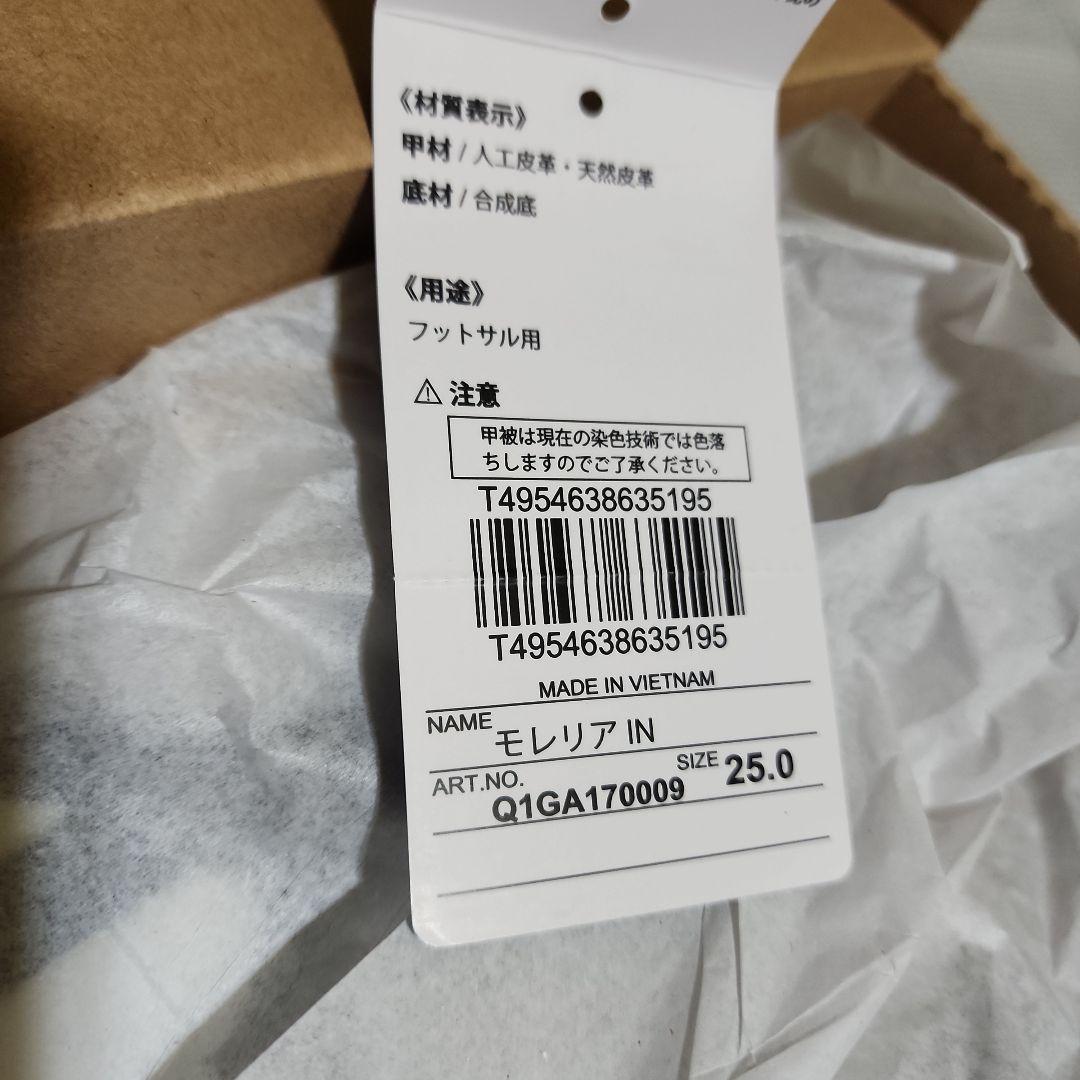 《材質表示》
甲材 / 人工皮革・天然皮革
底材 / 合成底
《用途》
フットサル用
⚠ 注意
甲被は現在の染色技術では色落
ちしますのでご了承ください。
T4954638635195
T4954638635195
MADE IN VIETNAM
NAME モレリア IN
ART.NO. Q1GA170009 SIZE 25.0